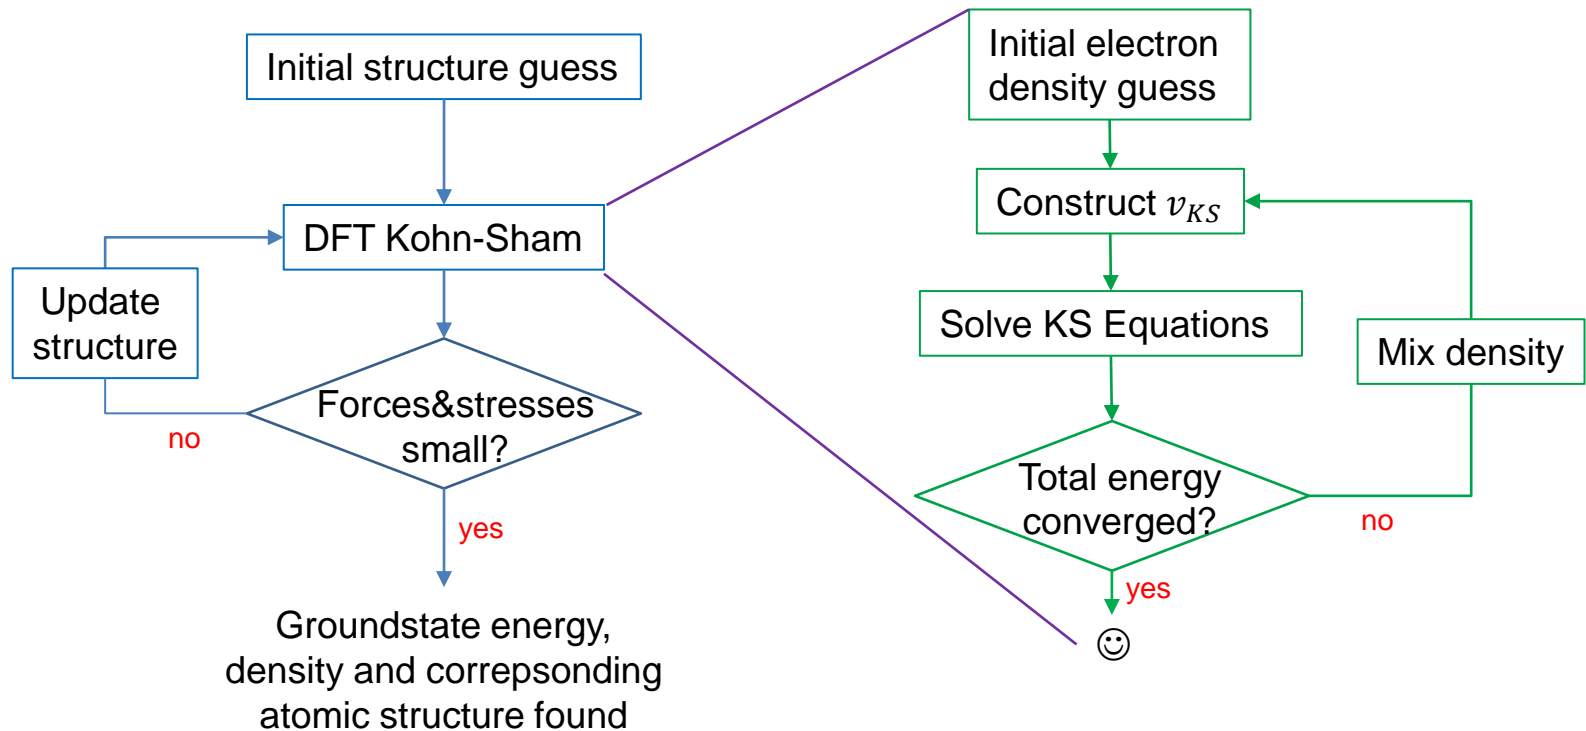 Initial structure guess
DFT Kohn-Sham
Update
structure
Forces&stresses
small?
no
yes
Groundstate energy,
density and correpsonding
atomic structure found
Initial electron
density guess
Construct v_KS
Solve KS Equations
Mix density
Total energy
converged?
no
yes